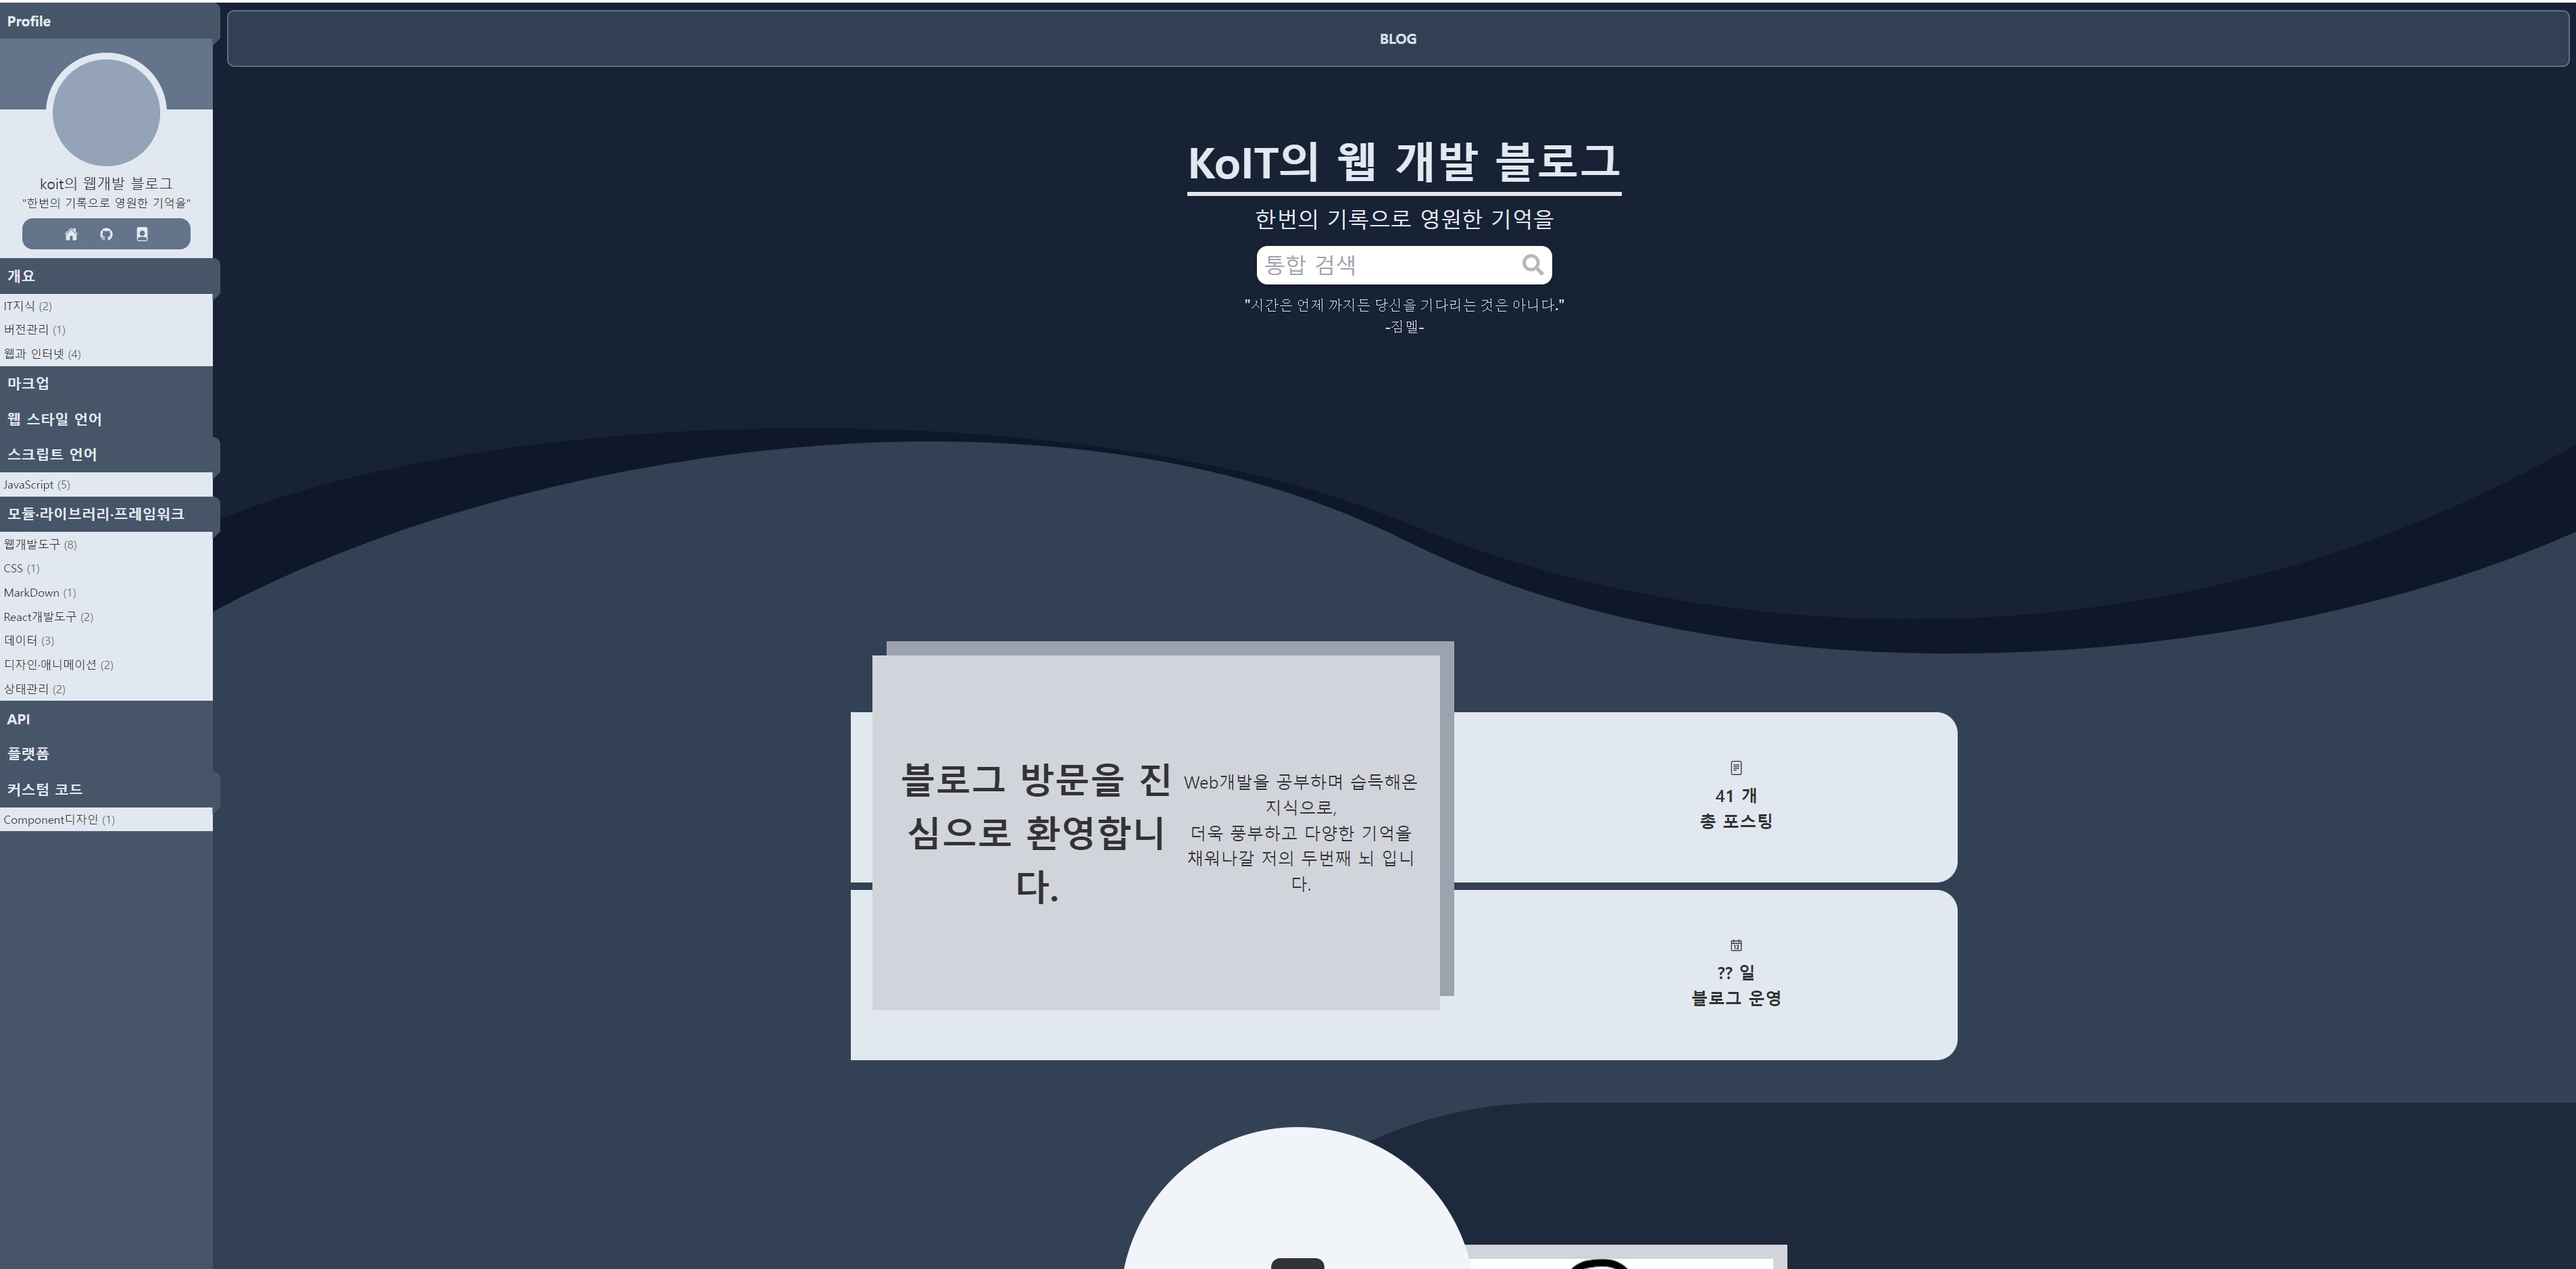 Profile
koit의 웹개발 블로그
"한번의 기록으로 영원한 기억을"
개요
IT지식 (2)
버전관리 (1)
웹과 인터넷 (4)
마크업
웹 스타일 언어
스크립트 언어
JavaScript (5)
모듈·라이브러리·프레임워크
웹개발도구 (8)
CSS (1)
MarkDown (1)
React개발도구 (2)
데이터 (3)
디자인·애니메이션 (2)
상태관리 (2)
API
플랫폼
커스텀 코드
Component디자인 (1)
BLOG
KoIT의 웹 개발 블로그
한번의 기록으로 영원한 기억을
통합 검색
"시간은 언제 까지든 당신을 기다리는 것은 아니다."
-짐멜-
블로그 방문을 진
심으로 환영합니
다.
Web개발을 공부하며 습득해온
지식으로,
더욱 풍부하고 다양한 기억을
채워나갈 저의 두번째 뇌 입니
다.
41 개
총 포스팅
12
?? 일
블로그 운영